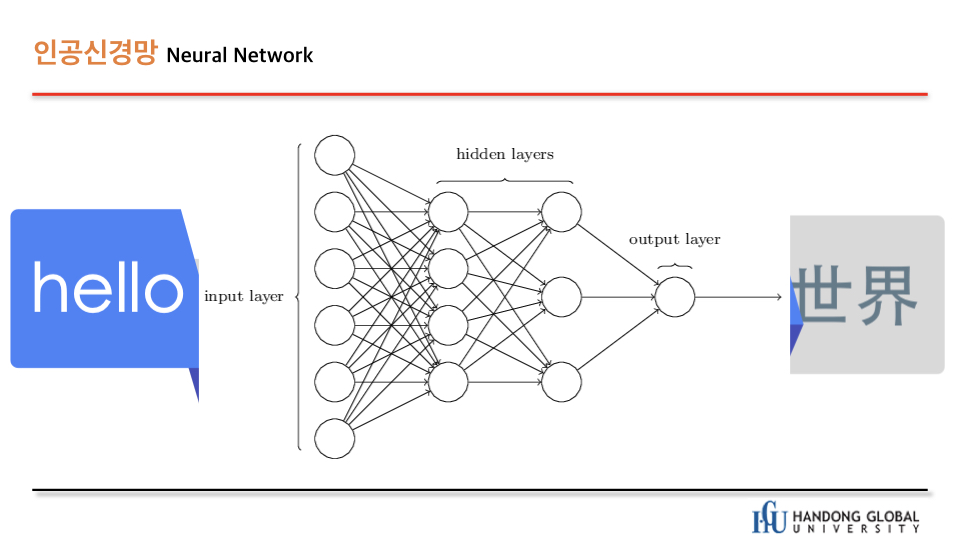 인공신경망 Neural Network
hidden layers
output layer
hello
input layer
世界
HANDONG GLOBAL
UNIVERSITY